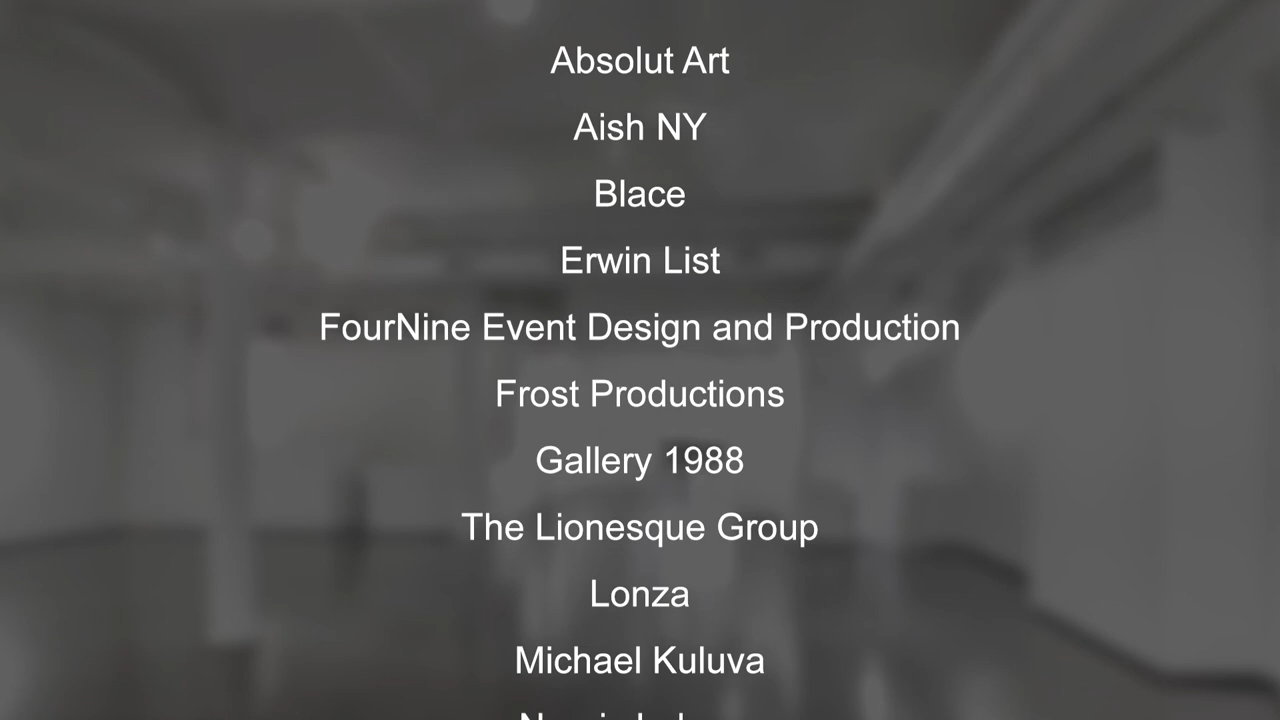 Absolut Art
Aish NY
Blace
Erwin List
FourNine Event Design and Production
Frost Productions
Gallery 1988
The Lionesque Group
Lonza
Michael Kuluva